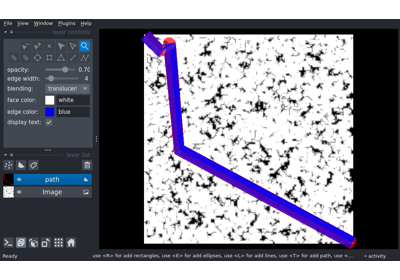 File View Window Plugins Help
layer controls
opacity: 0.70
edge width: 4
blending: translucen
face color: white
edge color: blue
display text:
layer list
path
Image
Ready
use <R> for add rectangles, use <E> for add ellipses, use <L> for add lines, use <T> for add path, use <...
activity